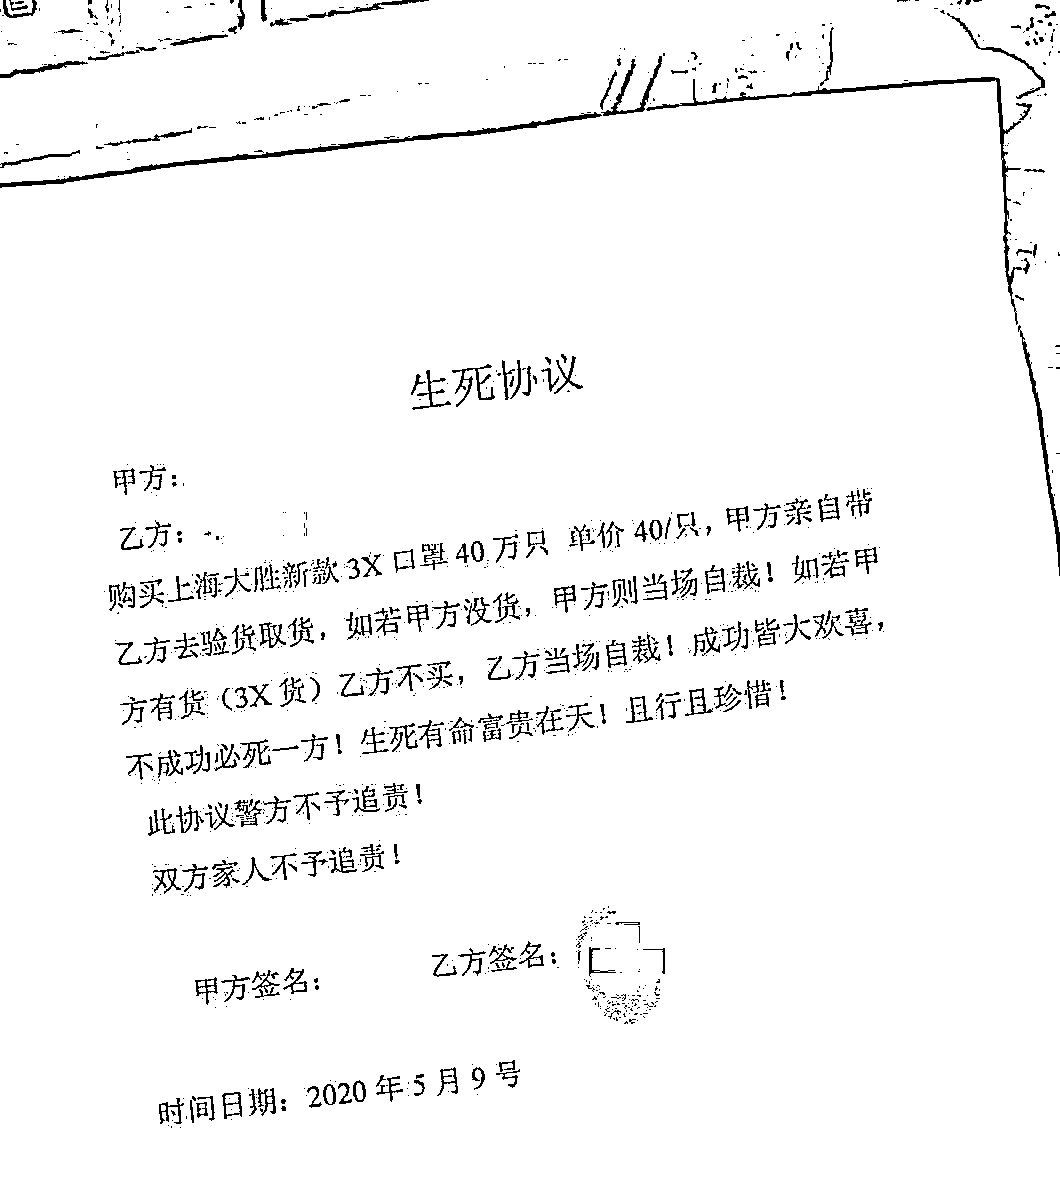 生死协议
甲方：
乙方：
购买上海大胜新款 3X 口罩 40 万只 单价 40/只，甲方亲自带
乙方去验货取货，如若甲方没货，甲方则当场自裁！如若甲
方有货（3X 货）乙方不买，乙方当场自裁！成功皆大欢喜，
不成功必死一方！生死有命富贵在天！且行且珍惜！
此协议警方不予追责！
双方家人不予追责！
甲方签名： 乙方签名：
时间日期：2020 年 5 月 9 号